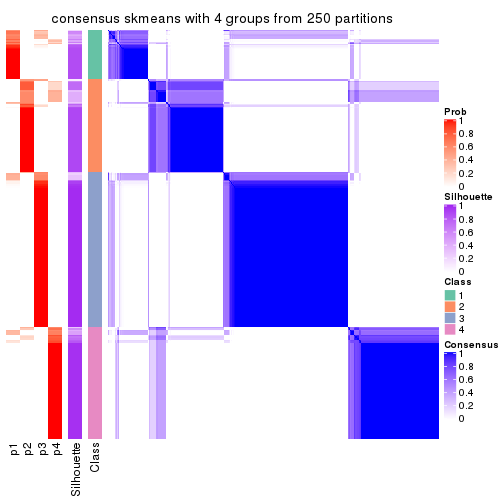 consensus skmeans with 4 groups from 250 partitions
Prob
1
0.8
0.6
0.4
0.2
0
Silhouette
1
0.8
0.6
0.4
0.2
0
Class
1
2
3
4
Consensus
1
0.8
0.6
0.4
0.2
0
p1
p2
p3
p4
Silhouette
Class